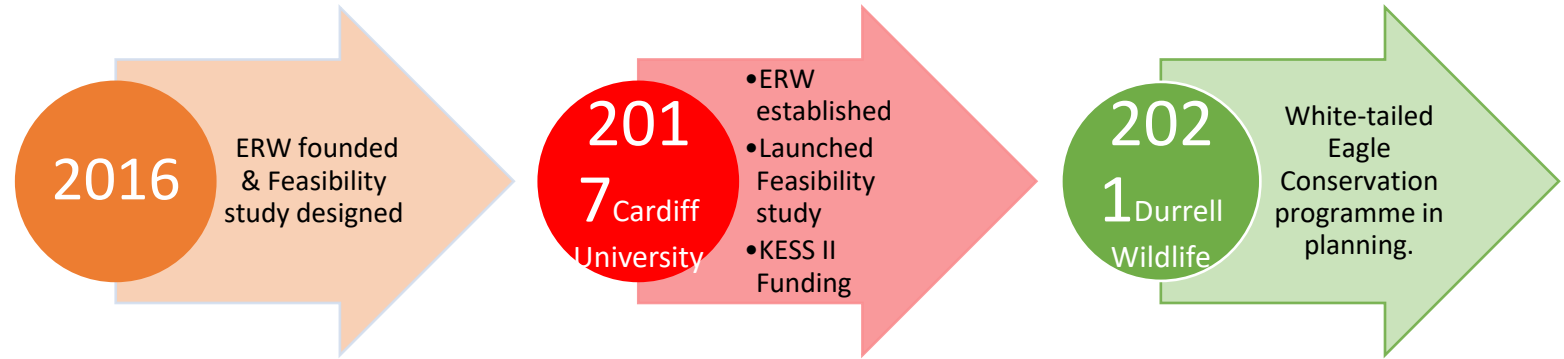 2016
ERW founded
& Feasibility
study designed
201
7 Cardiff
University
•ERW
established
•Launched
Feasibility
study
•KESS II
Funding
202
1 Durrell
Wildlife
White-tailed
Eagle
Conservation
programme in
planning.